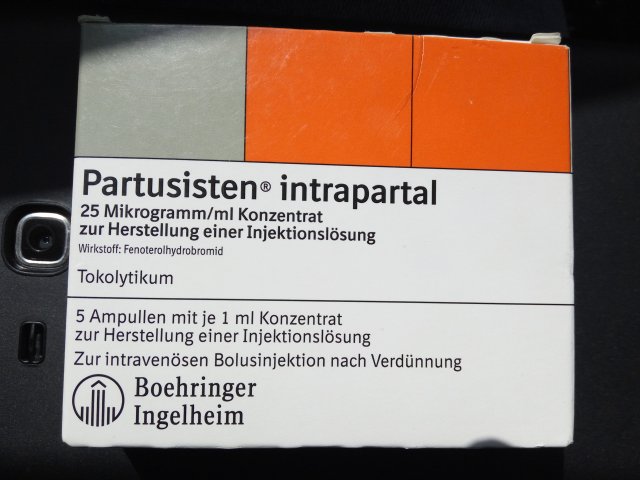 Partusisten® intrapartal
25 Mikrogramm/ml Konzentrat
zur Herstellung einer Injektionslösung
Wirkstoff: Fenoterolhydrobromid
Tokolytikum
5 Ampullen mit je 1 ml Konzentrat
zur Herstellung einer Injektionslösung
Zur intravenösen Bolusinjektion nach Verdünnung
Boehringer
Ingelheim